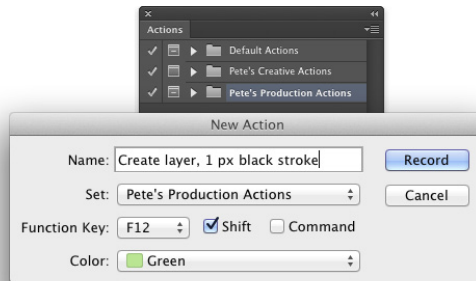 Actions
Default Actions
Pete's Creative Actions
Pete's Production Actions
New Action
Name: Create layer, 1 px black stroke Record
Set: Pete's Production Actions Cancel
Function Key: F12 Shift Command
Color: Green